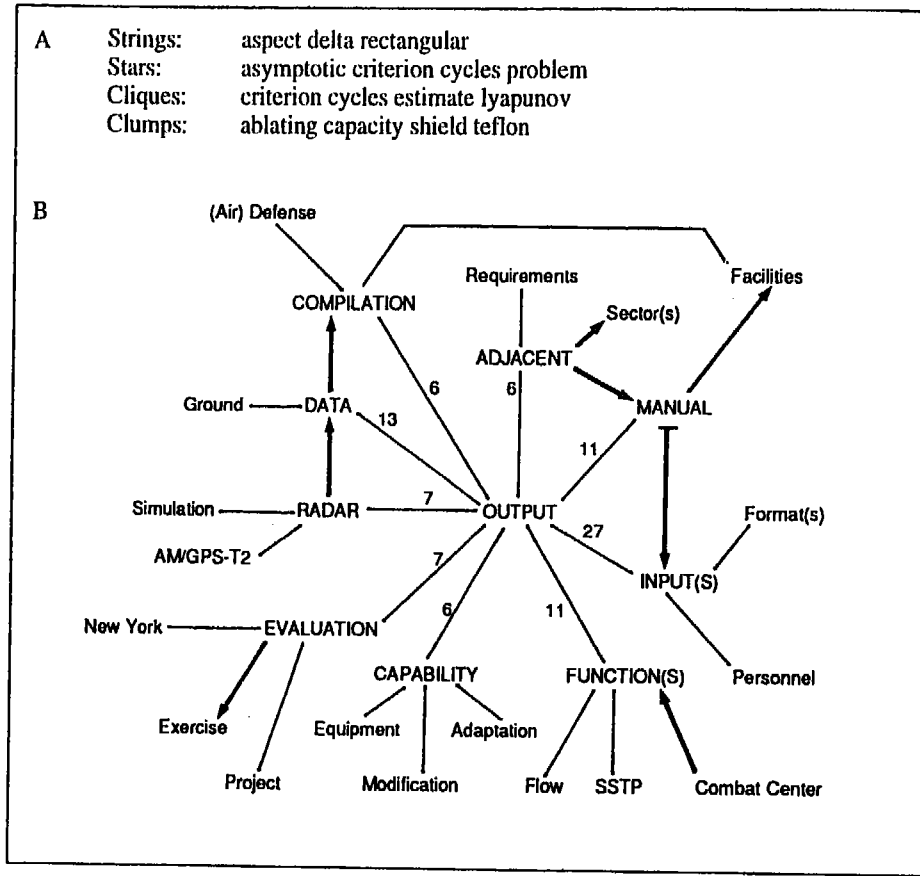 A
Strings: aspect delta rectangular
Stars: asymptotic criterion cycles problem
Cliques: criterion cycles estimate lyapunov
Clumps: ablating capacity shield teflon
B
(Air) Defense
Requirements
Facilities
COMPILATION
Sector(s)
ADJACENT
6
6
Ground
DATA
13
MANUAL
11
Simulation
RADAR
7
OUTPUT
Format(s)
27
AM/GPS-T2
7
INPUT(S)
New York
EVALUATION
6
11
CAPABILITY
FUNCTION(S)
Personnel
Exercise
Equipment
Adaptation
Project
Modification
Flow
SSTP
Combat Center